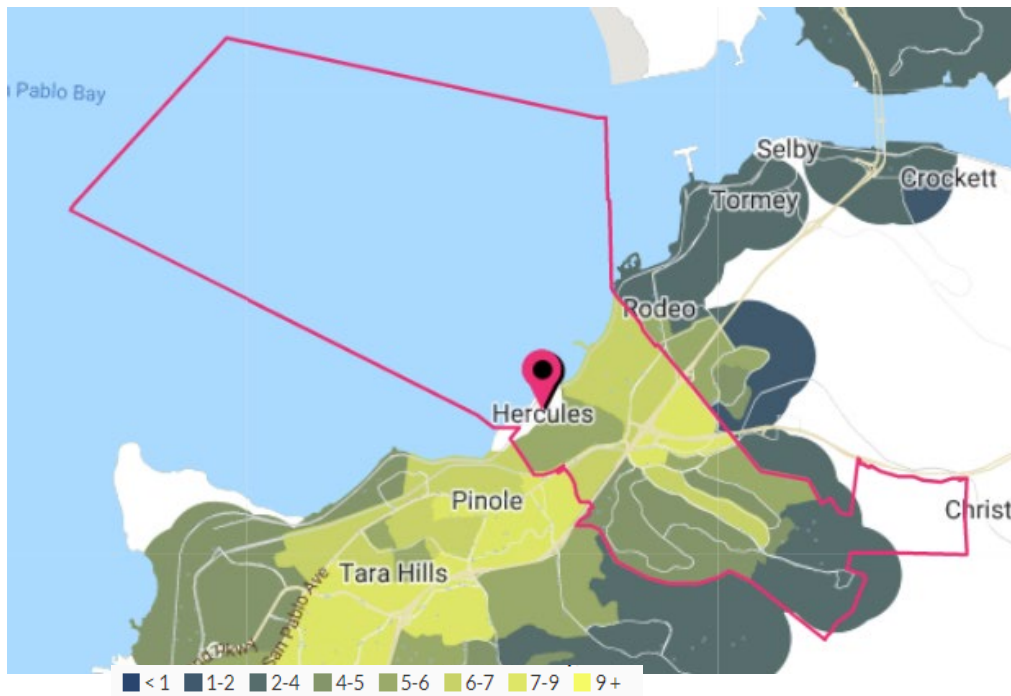 Pablo Bay
Selby
Crockett
Tormey
Rodeo
Hercules
Pinole
Christ
Tara Hills
San Pablo Ave
Hwy
< 1 1-2 2-4 4-5 5-6 6-7 7-9 9 +